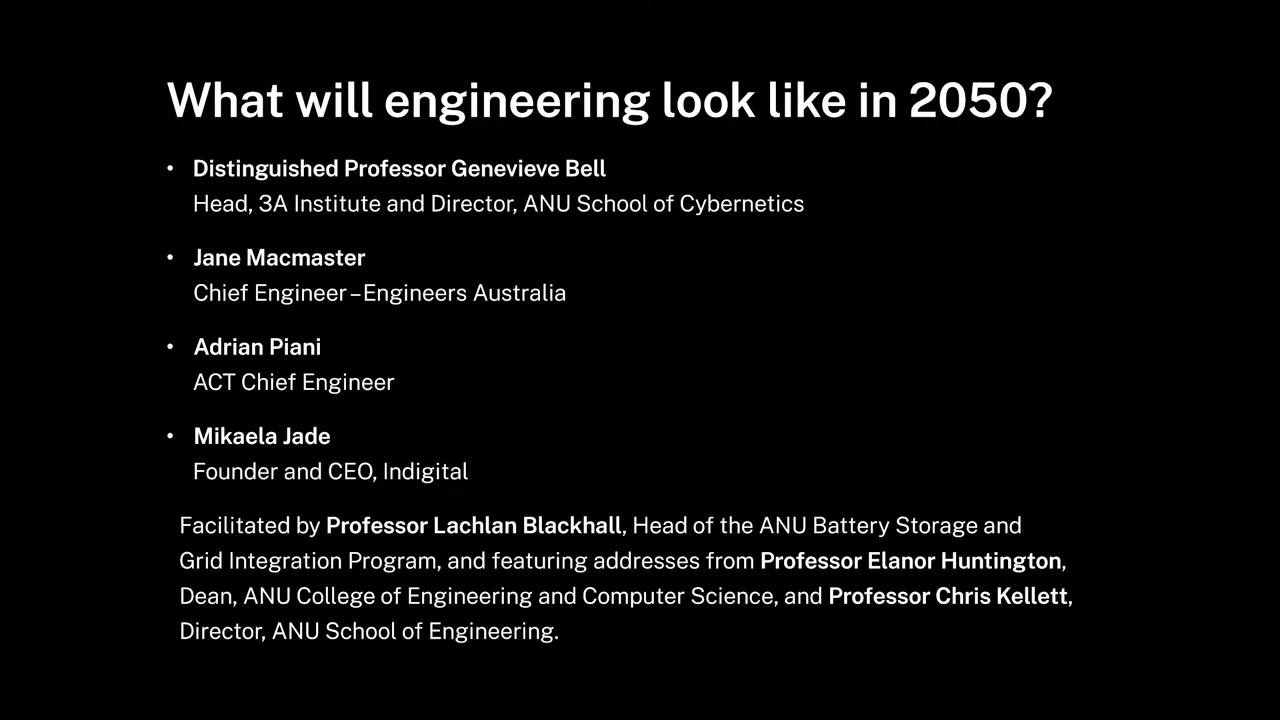 What will engineering look like in 2050?
• Distinguished Professor Genevieve Bell
Head, 3A Institute and Director, ANU School of Cybernetics
• Jane Macmaster
Chief Engineer – Engineers Australia
• Adrian Piani
ACT Chief Engineer
• Mikaela Jade
Founder and CEO, Indigital
Facilitated by Professor Lachlan Blackhall, Head of the ANU Battery Storage and
Grid Integration Program, and featuring addresses from Professor Elanor Huntington,
Dean, ANU College of Engineering and Computer Science, and Professor Chris Kellett,
Director, ANU School of Engineering.